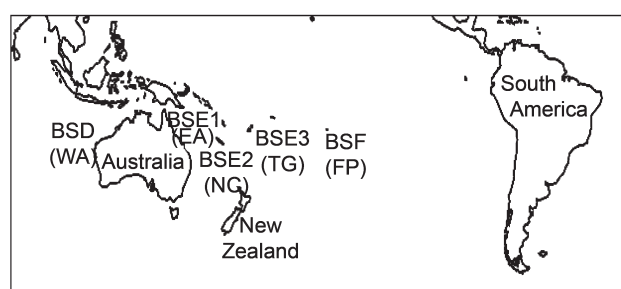 South
America
BSE1
(EA)
BSD
(WA)
Australia
BSE2
(NC)
BSE3
(TG)
BSF
(FP)
New
Zealand